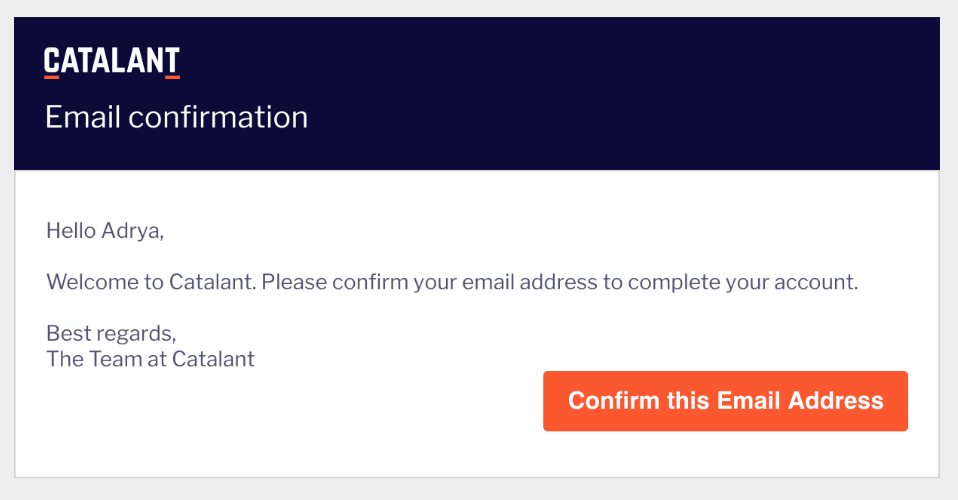 CATALANT
Email confirmation
Hello Adrya,
Welcome to Catalant. Please confirm your email address to complete your account.
Best regards,
The Team at Catalant
Confirm this Email Address